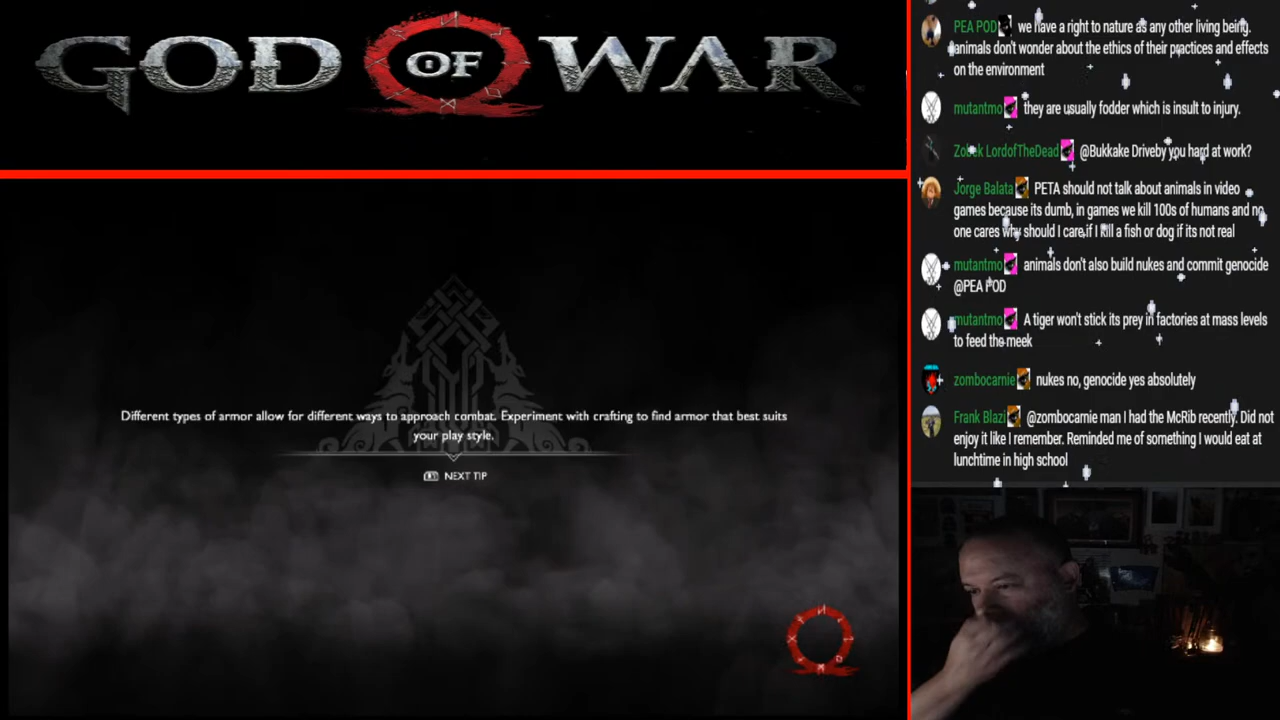 GOD OF WAR
Different types of armor allow for different ways to approach combat. Experiment with crafting to find armor that best suits
your play style.
NEXT TIP
PEA POD we have a right to nature as any other living being.
animals don't wonder about the ethics of their practices and effects
on the environment
mutantmo they are usually fodder which is insult to injury.
Zobek LordofTheDead @Bukkake Driveby you hard at work?
Jorge Balata PETA should not talk about animals in video
games because its dumb, in games we kill 100s of humans and no
one cares why should I care if I kill a fish or dog if its not real
mutantmo animals don't also build nukes and commit genocide
@PEA POD
mutantmo A tiger won't stick its prey in factories at mass levels
to feed the meek
zombocarnie nukes no, genocide yes absolutely
Frank Blazi @zombocarnie man I had the McRib recently. Did not
enjoy it like I remember. Reminded me of something I would eat at
lunchtime in high school